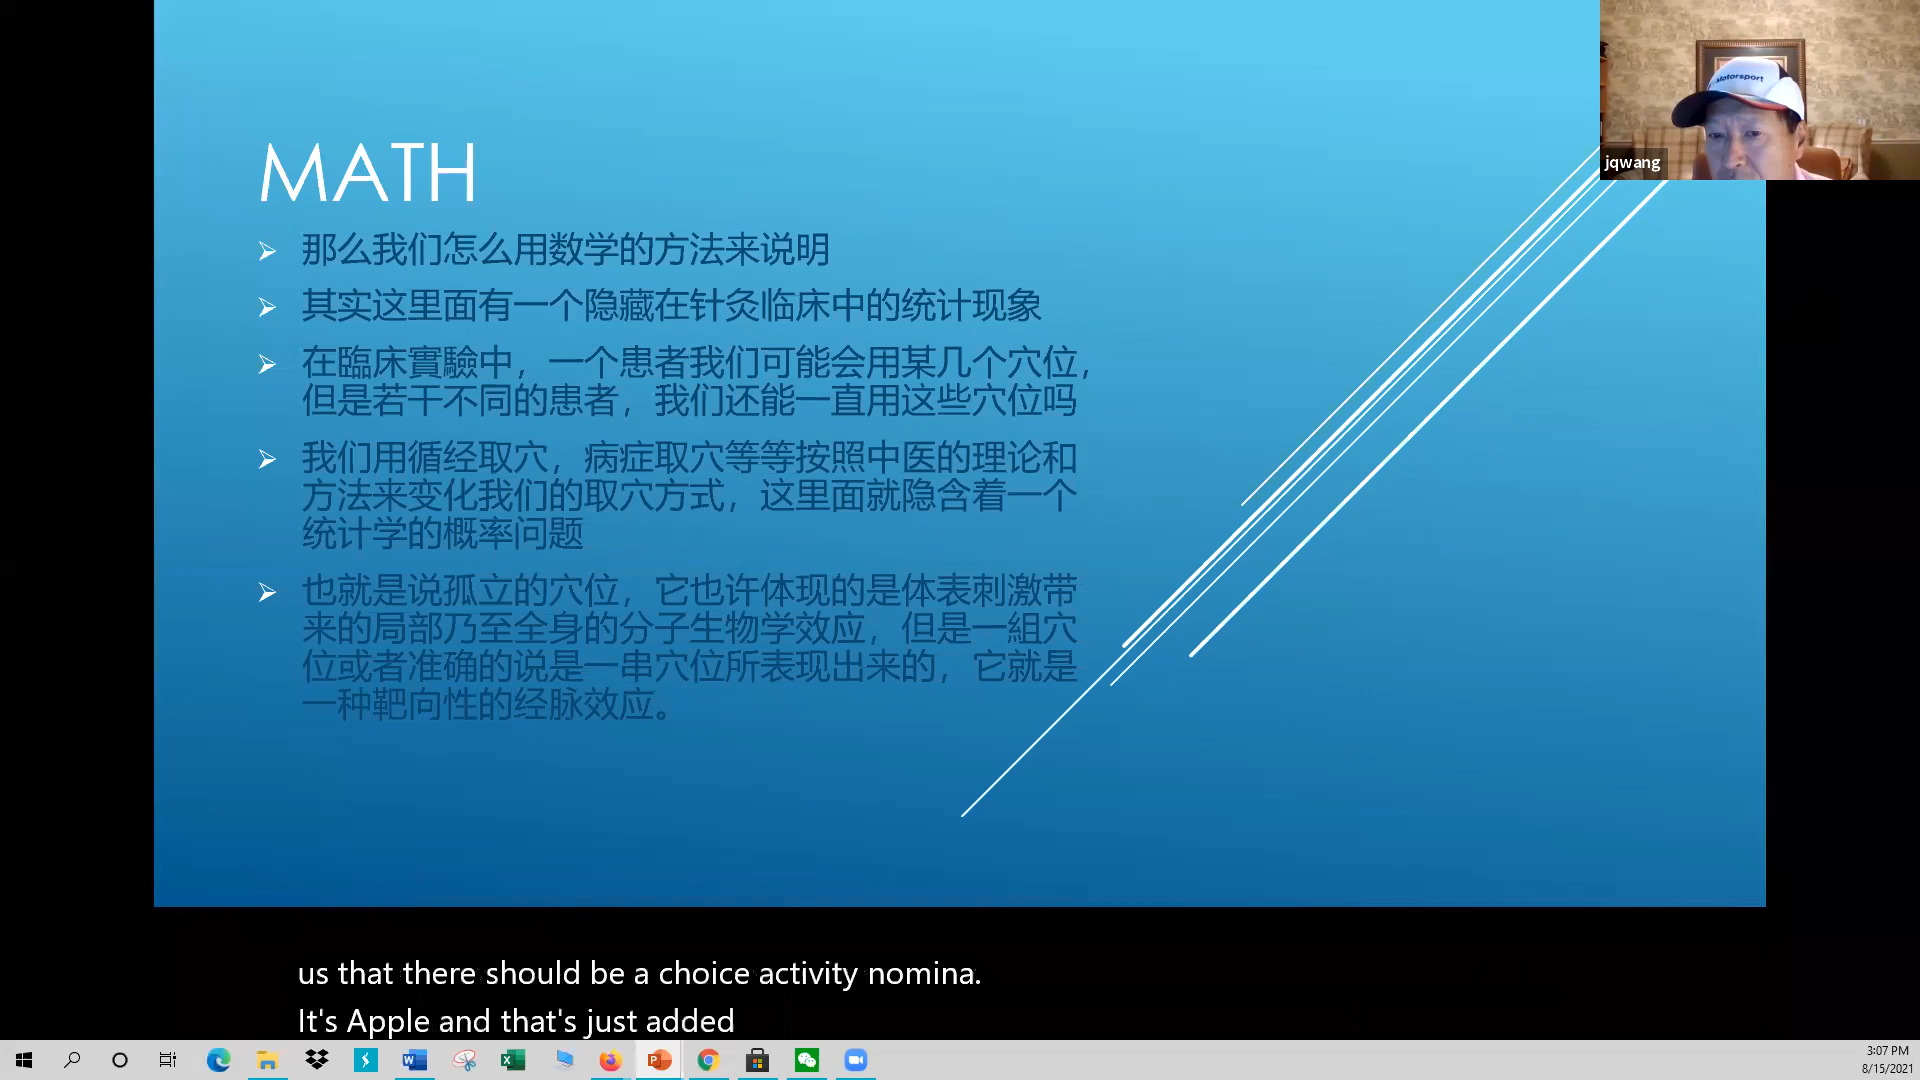 MATH
那么我们怎么用数学的方法来说明
其实这里面有一个隐藏在针灸临床中的统计现象
在臨床實驗中，一个患者我们可能会用某几个穴位，
但是若干不同的患者，我们还能一直用这些穴位吗
我们用循经取穴，病症取穴等等按照中医的理论和
方法来变化我们的取穴方式，这里面就隐含着一个
统计学的概率问题
也就是说孤立的穴位，它也许体现的是体表刺激带
来的局部乃至全身的分子生物学效应，但是一組穴
位或者准确的说是一串穴位所表现出来的，它就是
一种靶向性的经脉效应。
Motorsport
jqwang
us that there should be a choice activity nomina.
It's Apple and that's just added
3:07 PM
8/15/2021